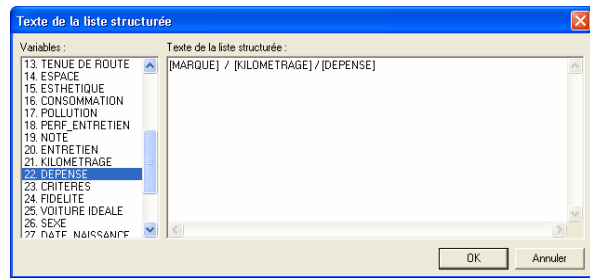 Texte de la liste structurée
Variables :
Texte de la liste structurée :
13. TENUE DE ROUTE
14. ESPACE
15. ESTHETIQUE
16. CONSOMMATION
17. POLLUTION
18. PERF_ENTRETIEN
19. NOTE
20. ENTRETIEN
21. KILOMETRAGE
22. DEPENSE
23. CRITERES
24. FIDELITE
25. VOITURE IDEALE
26. SEXE
27. DATE_NAISSANCE
[MARQUE] / [KILOMETRAGE] / [DEPENSE]
OK
Annuler